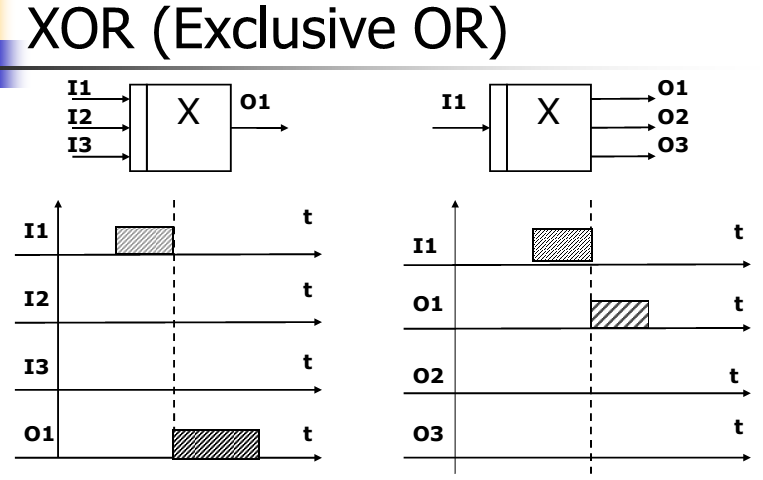 XOR (Exclusive OR)
I1
I2
I3
X
O1
I1
X
O1
O2
O3
I1
t
I2
t
I3
t
O1
t
I1
t
O1
t
O2
t
O3
t